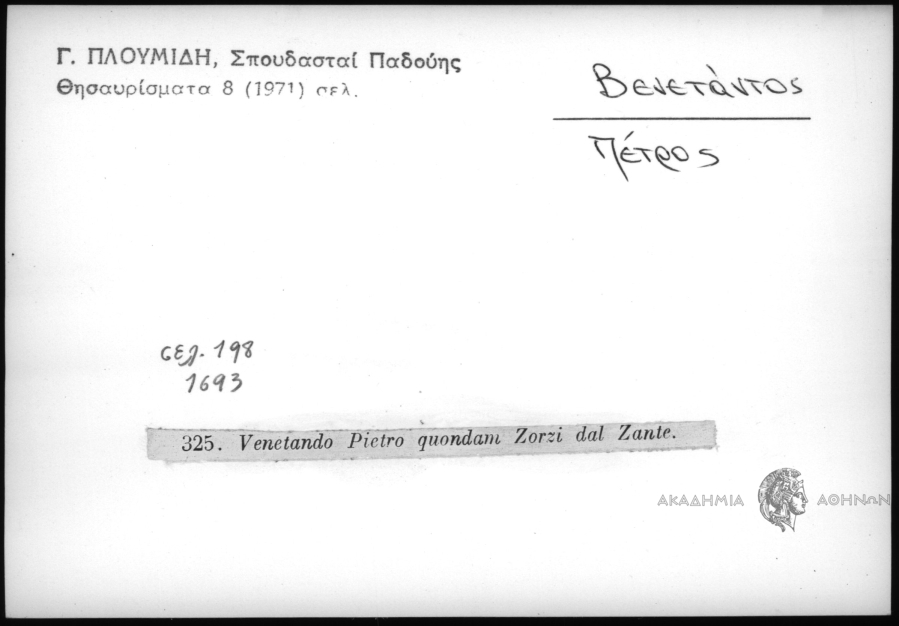 Γ. ΠΛΟΥΜΙΔΗ, Σπουδασταί Παδούης
Θησαυρίσματα 8 (1971) σελ.
Βενετάντος
Πέτρος
σελ. 198
1693
325. Venetando Pietro quondam Zorzi dal Zante.
ΑΚΑΔΗΜΙΑ ΑΘΗΝΩΝ